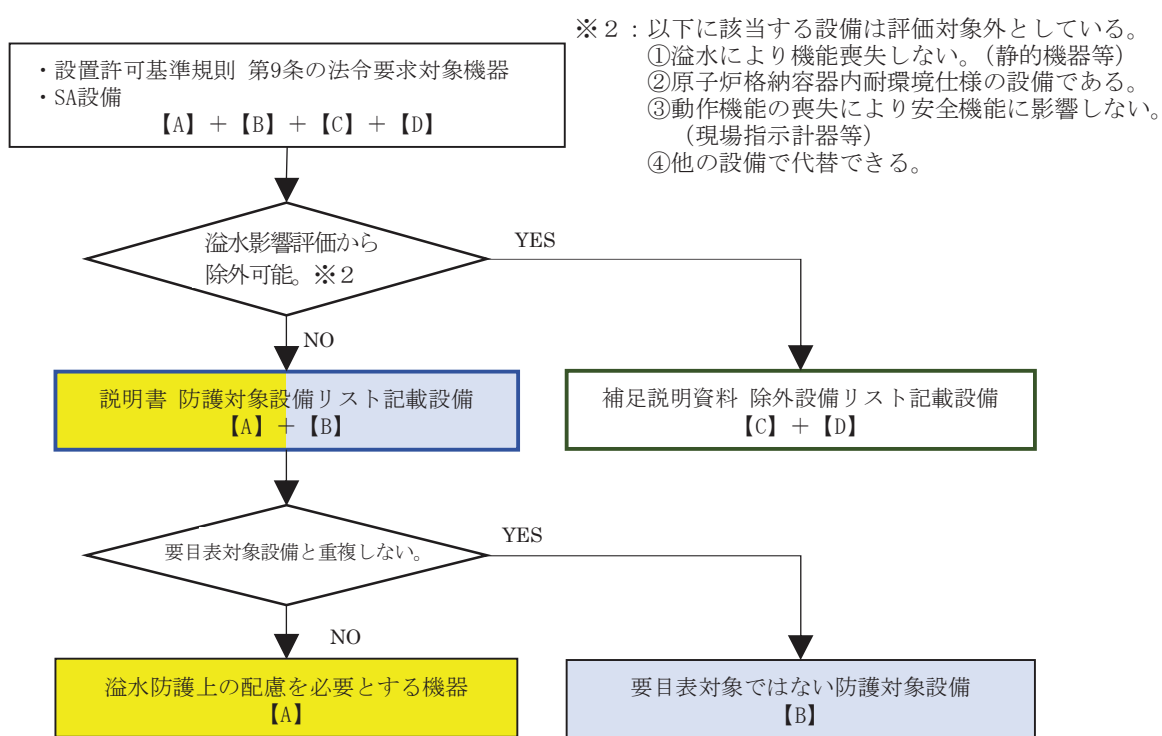 ※２：以下に該当する設備は評価対象外としている。
①溢水により機能喪失しない。（静的機器等）
②原子炉格納容器内耐環境仕様の設備である。
③動作機能の喪失により安全機能に影響しない。
（現場指示計器等）
④他の設備で代替できる。
・設置許可基準規則 第9条の法令要求対象機器
・SA設備
【A】＋【B】＋【C】＋【D】
溢水影響評価から
除外可能。※２
YES
NO
説明書 防護対象設備リスト記載設備
【A】＋【B】
補足説明資料 除外設備リスト記載設備
【C】＋【D】
要目表対象設備と重複しない。
YES
NO
溢水防護上の配慮を必要とする機器
【A】
要目表対象ではない防護対象設備
【B】